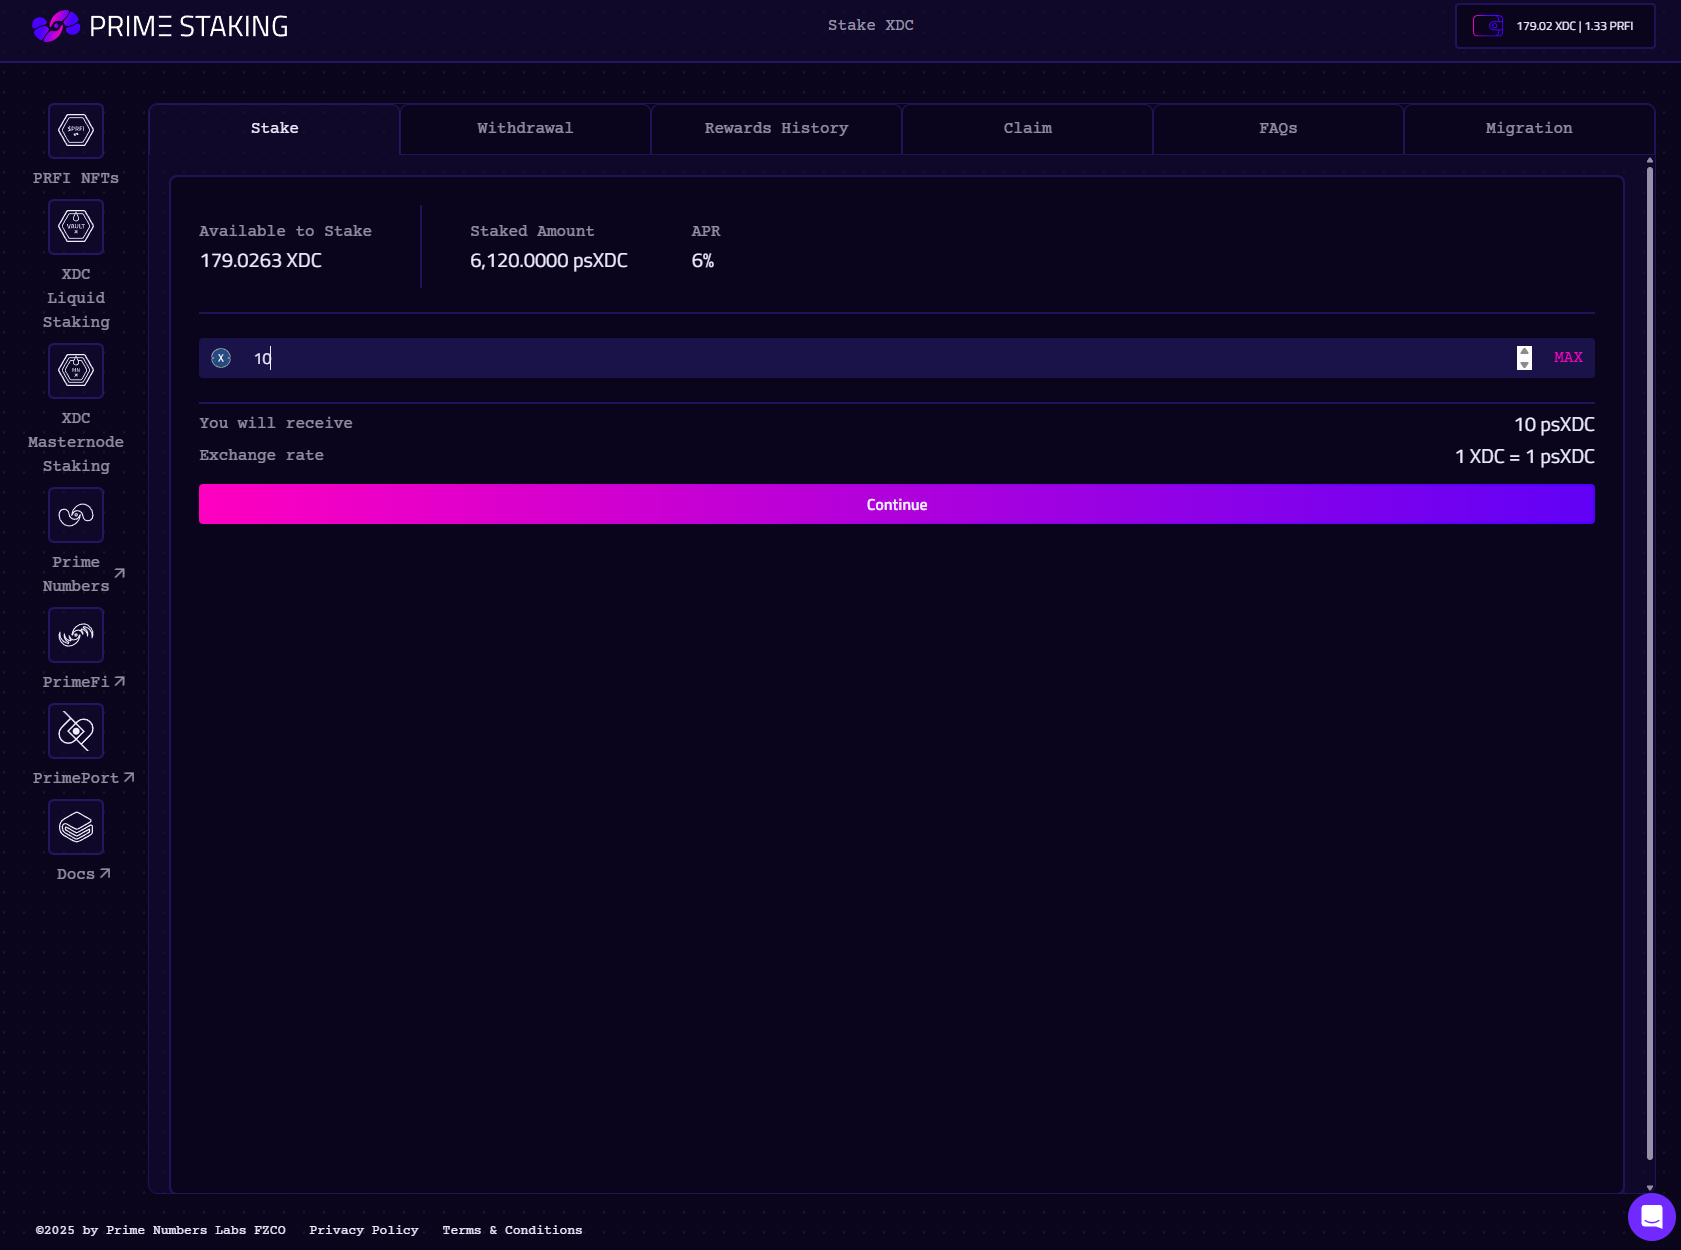 PRIME STAKING
Stake XDC
179.02 XDC | 1.33 PRFI
$PRFI
PRFI NFTs
VAULT
X
XDC
Liquid
Staking
MN
X
XDC
Masternode
Staking
Prime
Numbers
PrimeFi
PrimePort
Docs
Stake
Withdrawal
Rewards History
Claim
FAQs
Migration
Available to Stake
179.0263 XDC
Staked Amount
6,120.0000 psXDC
APR
6%
X
10
MAX
You will receive
10 psXDC
Exchange rate
1 XDC = 1 psXDC
Continue
©2025 by Prime Numbers Labs FZCO
Privacy Policy
Terms & Conditions